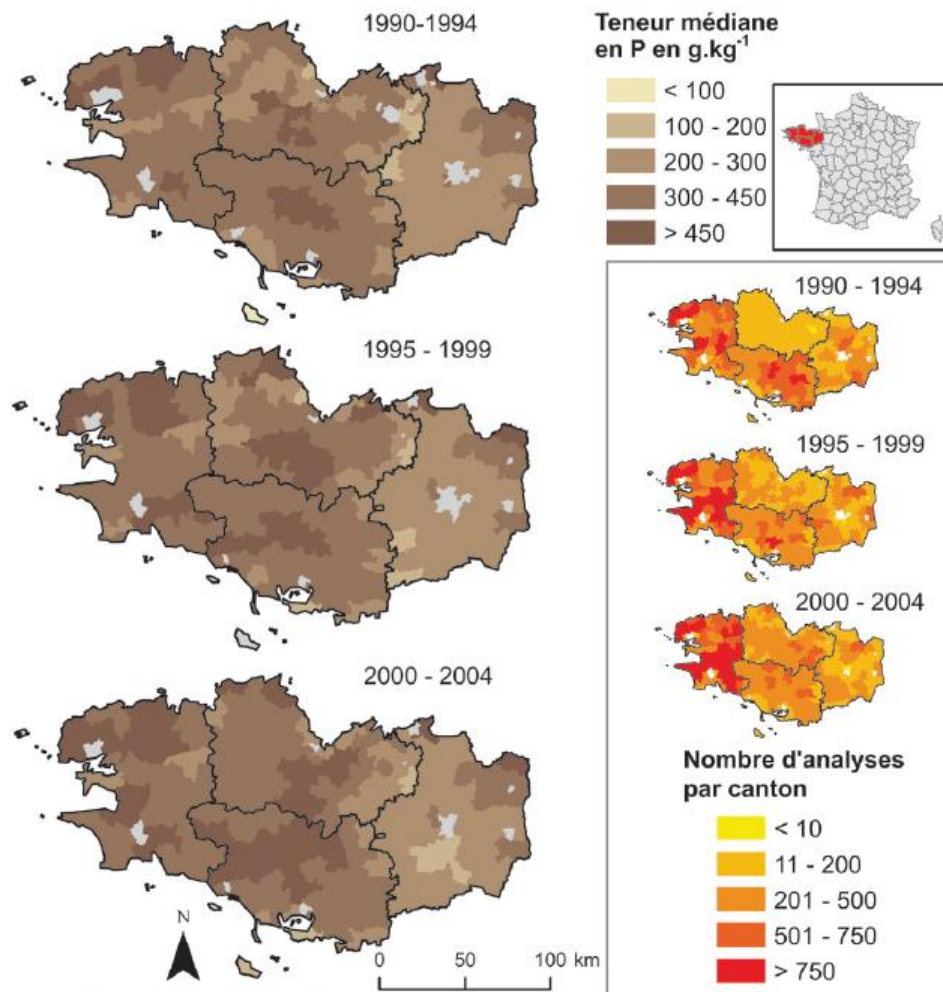 1990-1994
1995 - 1999
2000 - 2004
N
0 50 100 km
Teneur médiane
en P en g.kg⁻¹
< 100
100 - 200
200 - 300
300 - 450
> 450
1990 - 1994
1995 - 1999
2000 - 2004
Nombre d'analyses
par canton
< 10
11 - 200
201 - 500
501 - 750
> 750